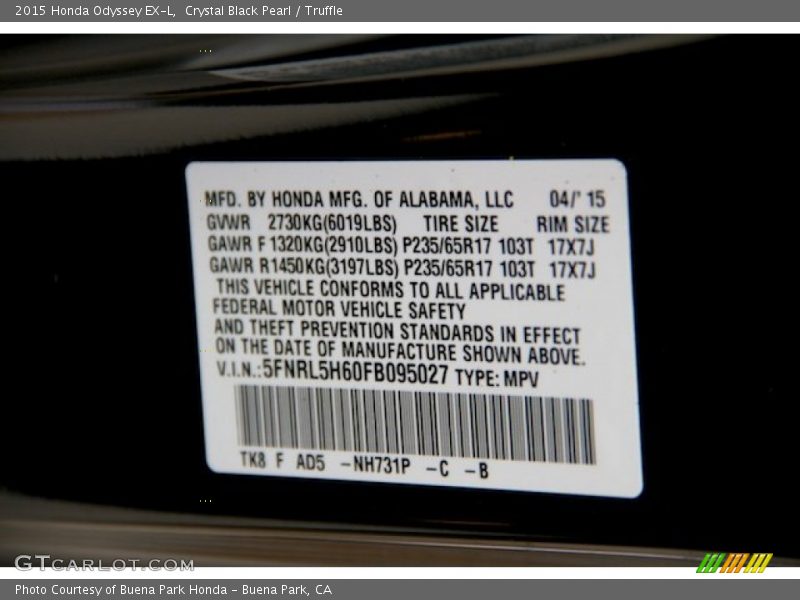 2015 Honda Odyssey EX-L, Crystal Black Pearl / Truffle
MFD. BY HONDA MFG. OF ALABAMA, LLC 04/' 15
GVWR 2730KG(6019LBS) TIRE SIZE RIM SIZE
GAWR F 1320KG(2910LBS) P235/65R17 103T 17X7J
GAWR R1450KG(3197LBS) P235/65R17 103T 17X7J
THIS VEHICLE CONFORMS TO ALL APPLICABLE
FEDERAL MOTOR VEHICLE SAFETY
AND THEFT PREVENTION STANDARDS IN EFFECT
ON THE DATE OF MANUFACTURE SHOWN ABOVE.
V.I.N.:5FNRL5H60FB095027 TYPE: MPV
TK8 F AD5 -NH731P -C -B
GTCARLOT.COM
Photo Courtesy of Buena Park Honda - Buena Park, CA